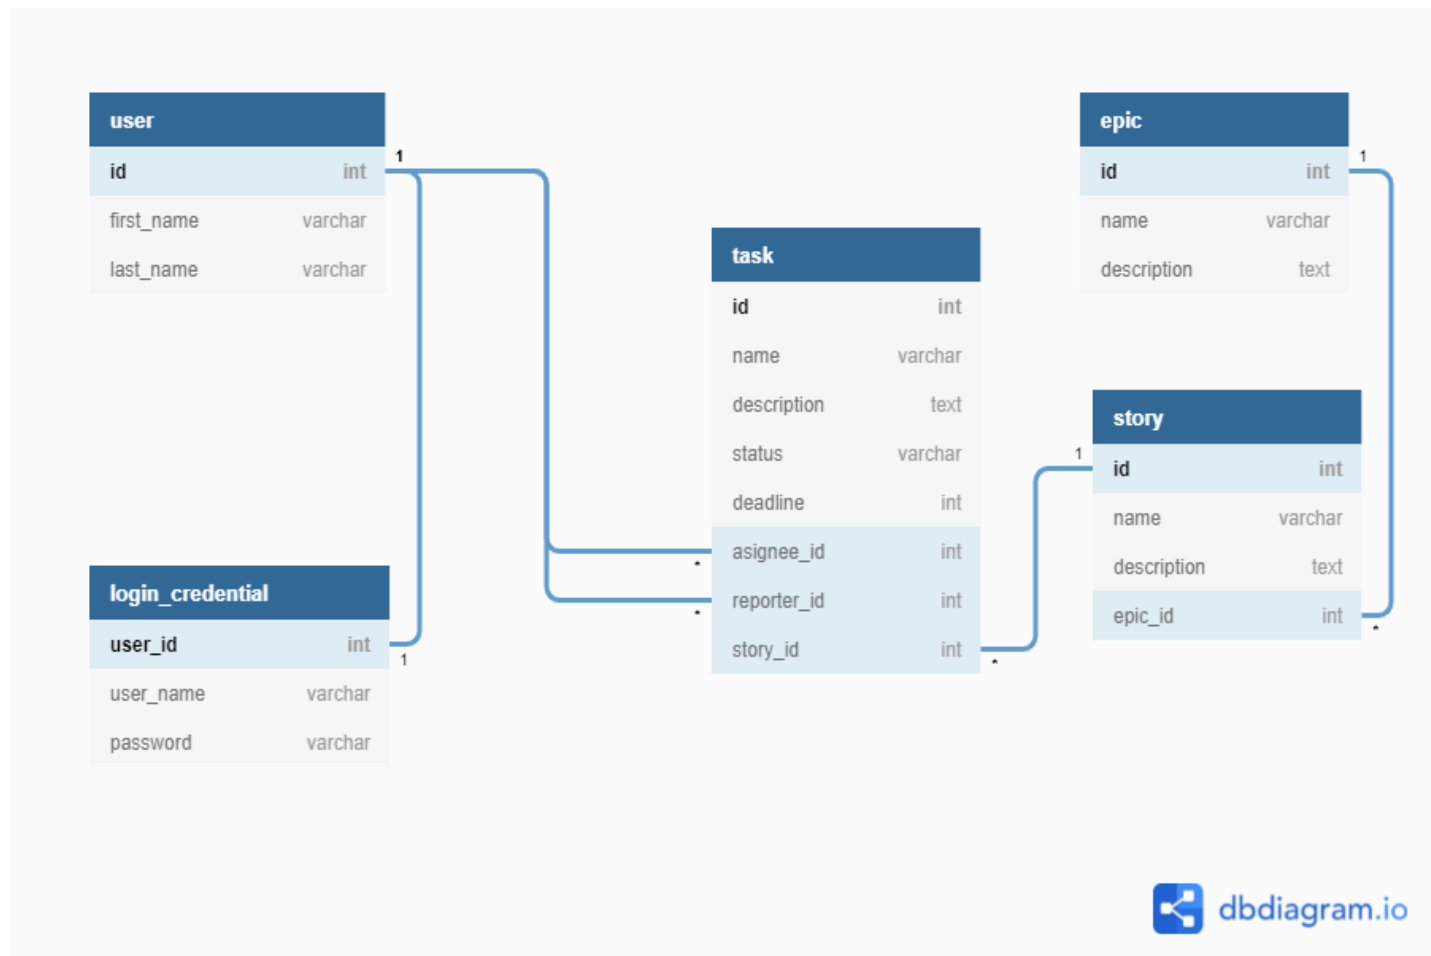 user
id int
first_name varchar
last_name varchar
1
login_credential
user_id int
user_name varchar
password varchar
1
task
id int
name varchar
description text
status varchar
deadline int
asignee_id int
*
reporter_id int
*
story_id int
*
epic
id int
name varchar
description text
1
story
1
id int
name varchar
description text
epic_id int
*
dbdiagram.io